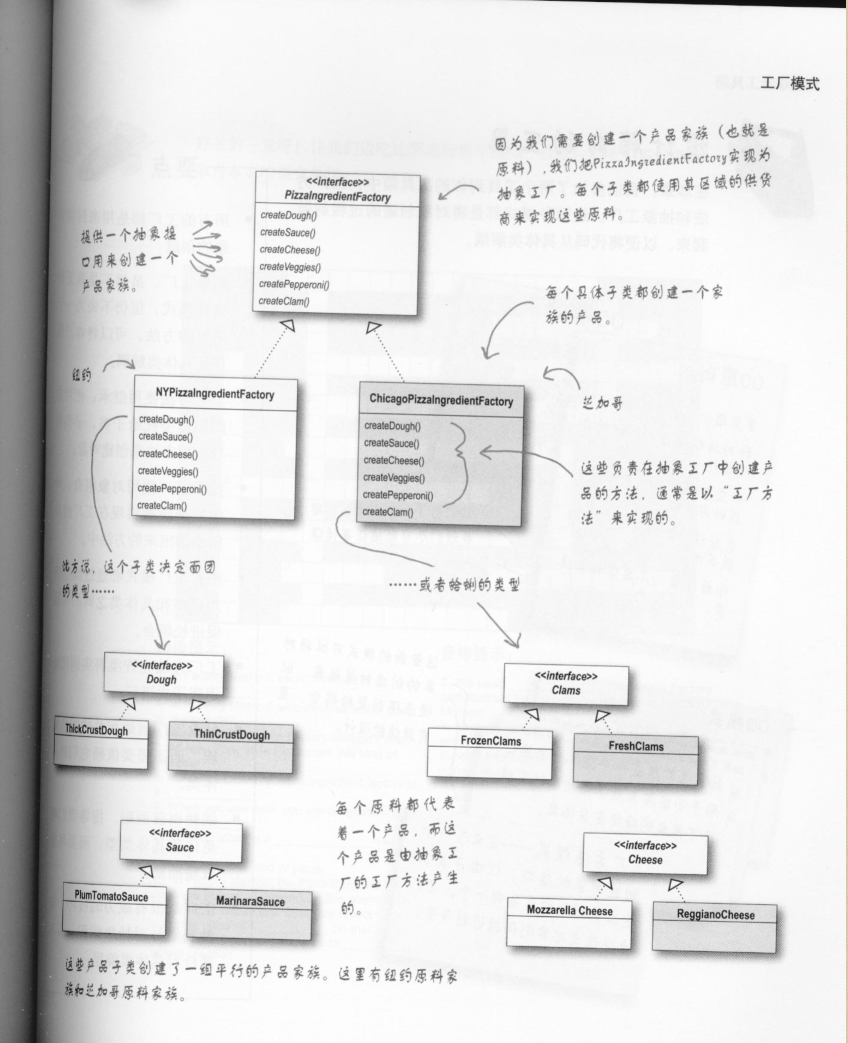 工厂模式
因为我们需要创建一个产品家族（也就是
原料），我们把PizzaIngredientFactory实现为
抽象工厂。每个子类都使用其区域的供货
商来实现这些原料。
<<interface>>
PizzaIngredientFactory
createDough()
createSauce()
createCheese()
createVeggies()
createPepperoni()
createClam()
提供一个抽象接
口用来创建一个
产品家族。
每个具体子类都创建一个家
族的产品。
纽约
NYPizzaIngredientFactory
createDough()
createSauce()
createCheese()
createVeggies()
createPepperoni()
createClam()
ChicagoPizzaIngredientFactory
createDough()
createSauce()
createCheese()
createVeggies()
createPepperoni()
createClam()
芝加哥
这些负责在抽象工厂中创建产
品的方法，通常是以“工厂方
法”来实现的。
比方说，这个子类决定面团
的类型……
……或者蛤蜊的类型
<<interface>>
Dough
ThickCrustDough
ThinCrustDough
<<interface>>
Clams
FrozenClams
FreshClams
每个原料都代表
着一个产品，而这
个产品是由抽象工
厂的工厂方法产生
的。
<<interface>>
Sauce
PlumTomatoSauce
MarinaraSauce
<<interface>>
Cheese
Mozzarella Cheese
ReggianoCheese
这些产品子类创建了一组平行的产品家族。这里有纽约原料家
族和芝加哥原料家族。